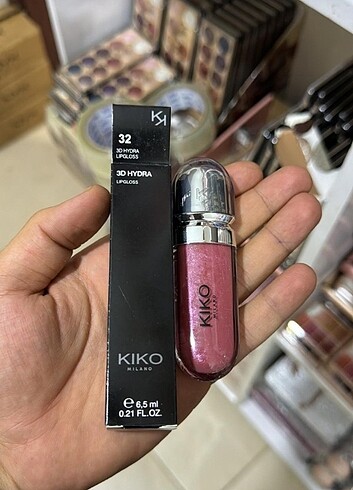 32
3D HYDRA
LIPGLOSS
3D HYDRA
LIPGLOSS
KIKO
MILANO
e 6,5 ml
0.21 FL.OZ.
KIKO
MILANO